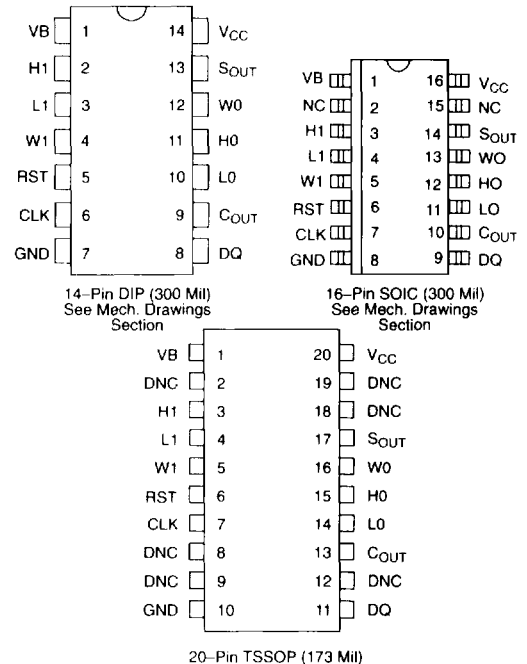 VB 1 14 VCC
H1 2 13 SOUT
L1 3 12 W0
W1 4 11 H0
RST 5 10 L0
CLK 6 9 COUT
GND 7 8 DQ
14–Pin DIP (300 Mil)
See Mech. Drawings
Section
VB 1 16 VCC
NC 2 15 NC
H1 3 14 SOUT
L1 4 13 WO
W1 5 12 HO
RST 6 11 LO
CLK 7 10 COUT
GND 8 9 DQ
16–Pin SOIC (300 Mil)
See Mech. Drawings
Section
VB 1 20 VCC
DNC 2 19 DNC
H1 3 18 DNC
L1 4 17 SOUT
W1 5 16 W0
RST 6 15 H0
CLK 7 14 L0
DNC 8 13 COUT
DNC 9 12 DNC
GND 10 11 DQ
20–Pin TSSOP (173 Mil)